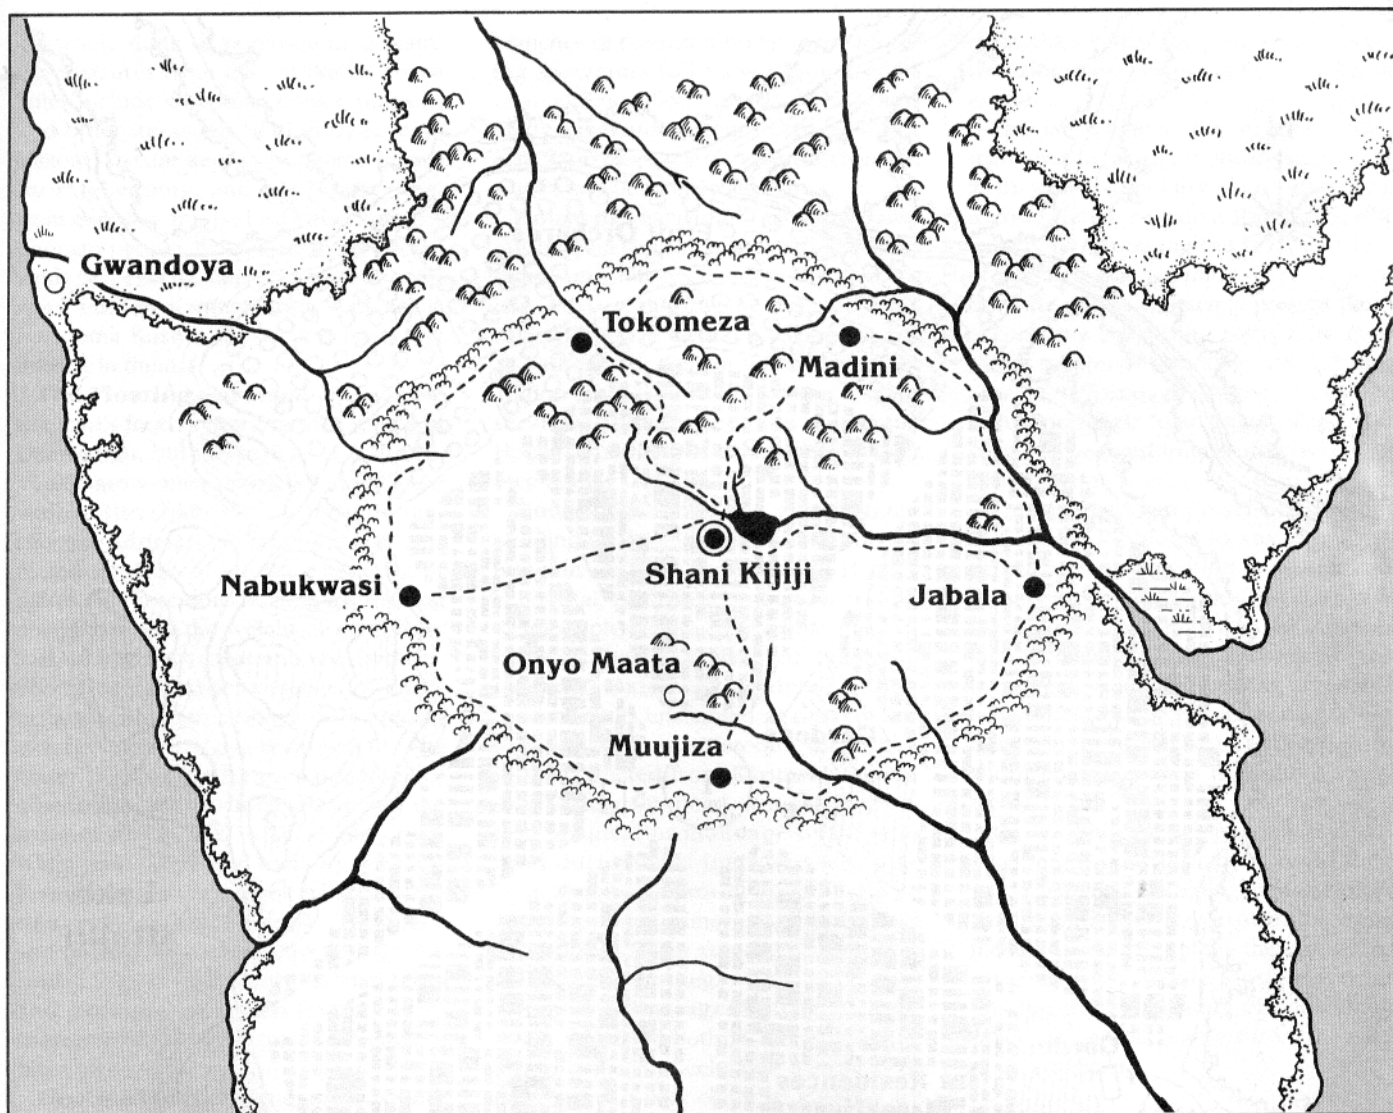 Gwandoya
Tokomeza
Madini
Shani Kijiji
Nabukwasi
Jabala
Onyo Maata
Muujiza